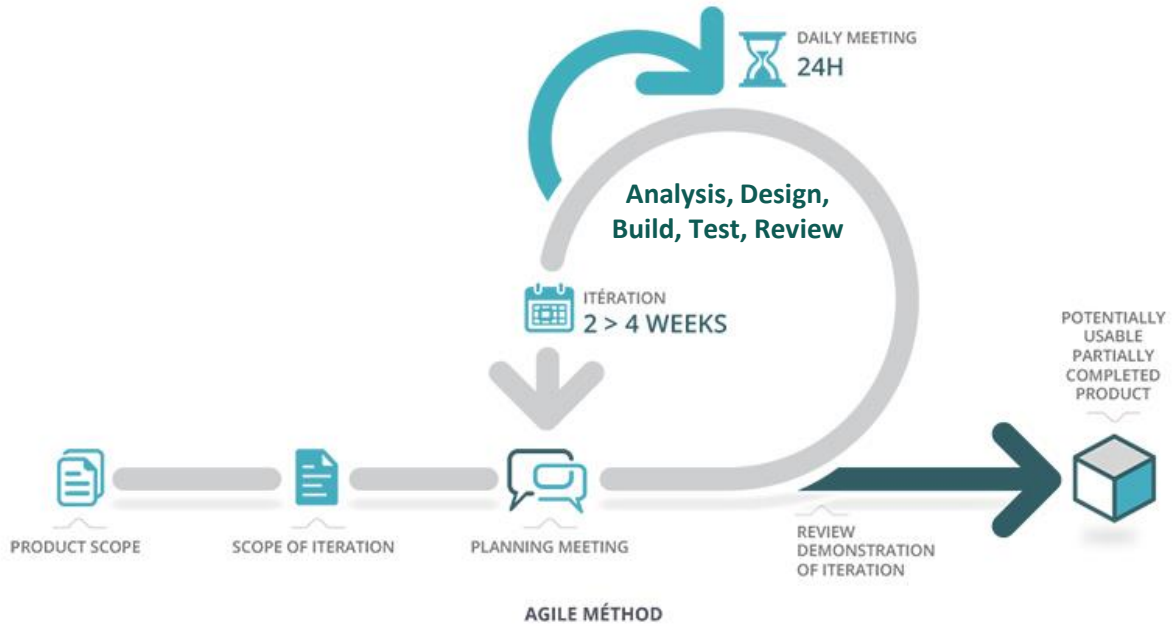 DAILY MEETING
24H
Analysis, Design,
Build, Test, Review
ITÉRATION
2 > 4 WEEKS
POTENTIALLY
USABLE
PARTIALLY
COMPLETED
PRODUCT
PRODUCT SCOPE
SCOPE OF ITERATION
PLANNING MEETING
REVIEW
DEMONSTRATION
OF ITERATION
AGILE MÉTHOD